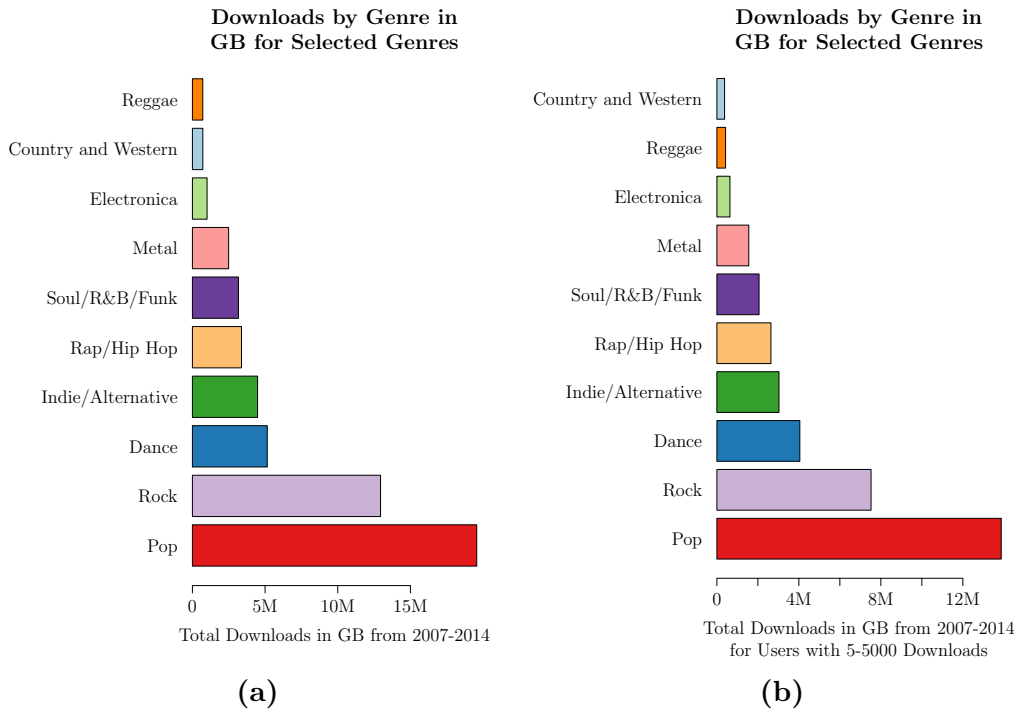 Downloads by Genre in
GB for Selected Genres
Reggae
Country and Western
Electronica
Metal
Soul/R&B/Funk
Rap/Hip Hop
Indie/Alternative
Dance
Rock
Pop
0 5M 10M 15M
Total Downloads in GB from 2007-2014
(a)
Downloads by Genre in
GB for Selected Genres
Country and Western
Reggae
Electronica
Metal
Soul/R&B/Funk
Rap/Hip Hop
Indie/Alternative
Dance
Rock
Pop
0 4M 8M 12M
Total Downloads in GB from 2007-2014
for Users with 5-5000 Downloads
(b)